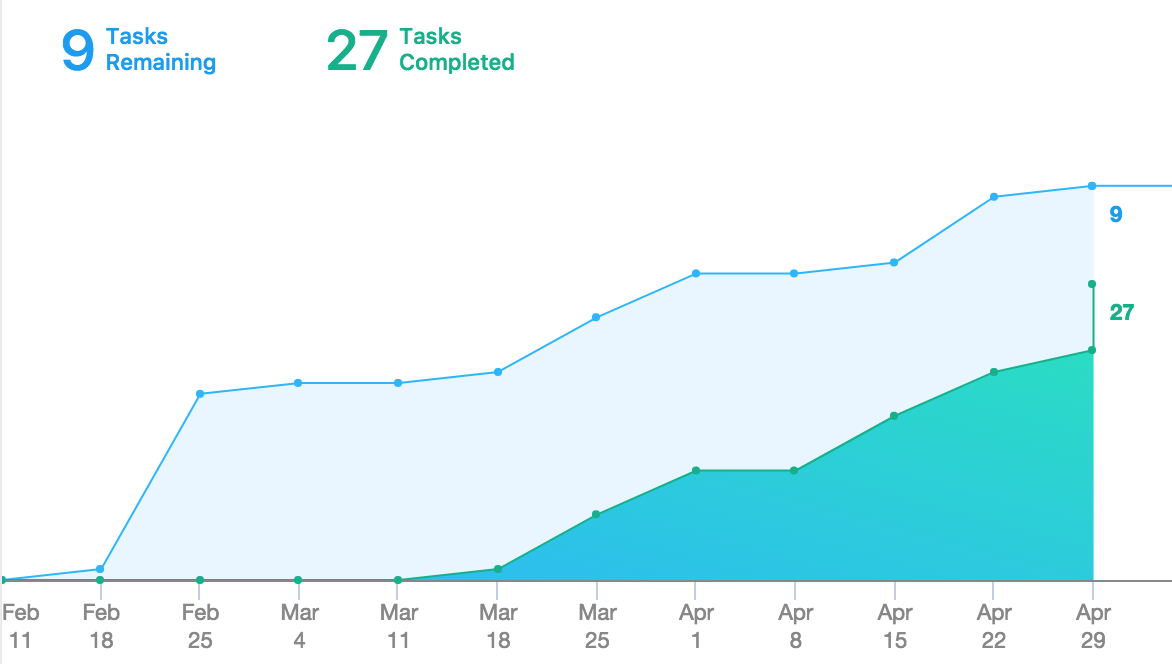 9 Tasks Remaining
27 Tasks Completed
9
27
Feb 11
Feb 18
Feb 25
Mar 4
Mar 11
Mar 18
Mar 25
Apr 1
Apr 8
Apr 15
Apr 22
Apr 29